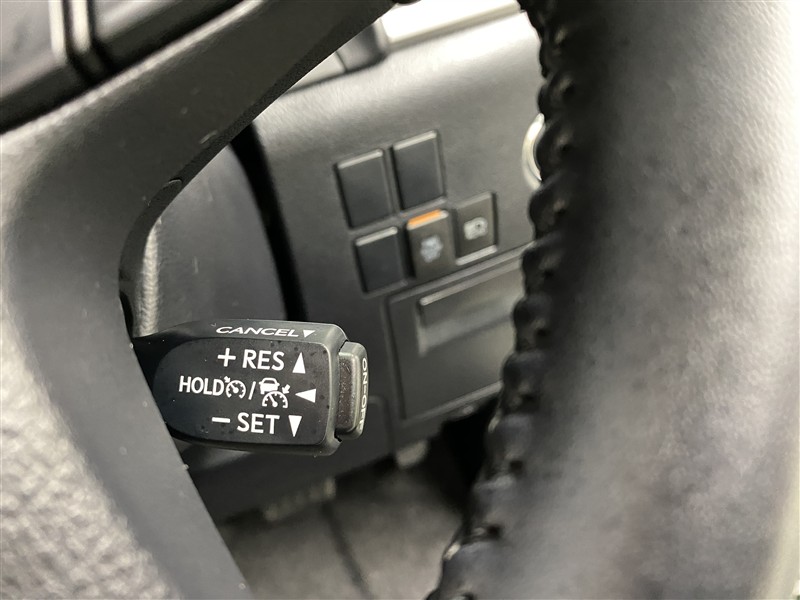 CANCEL▼
+ RES ▲
HOLD / ◀
− SET ▼
ON-OFF